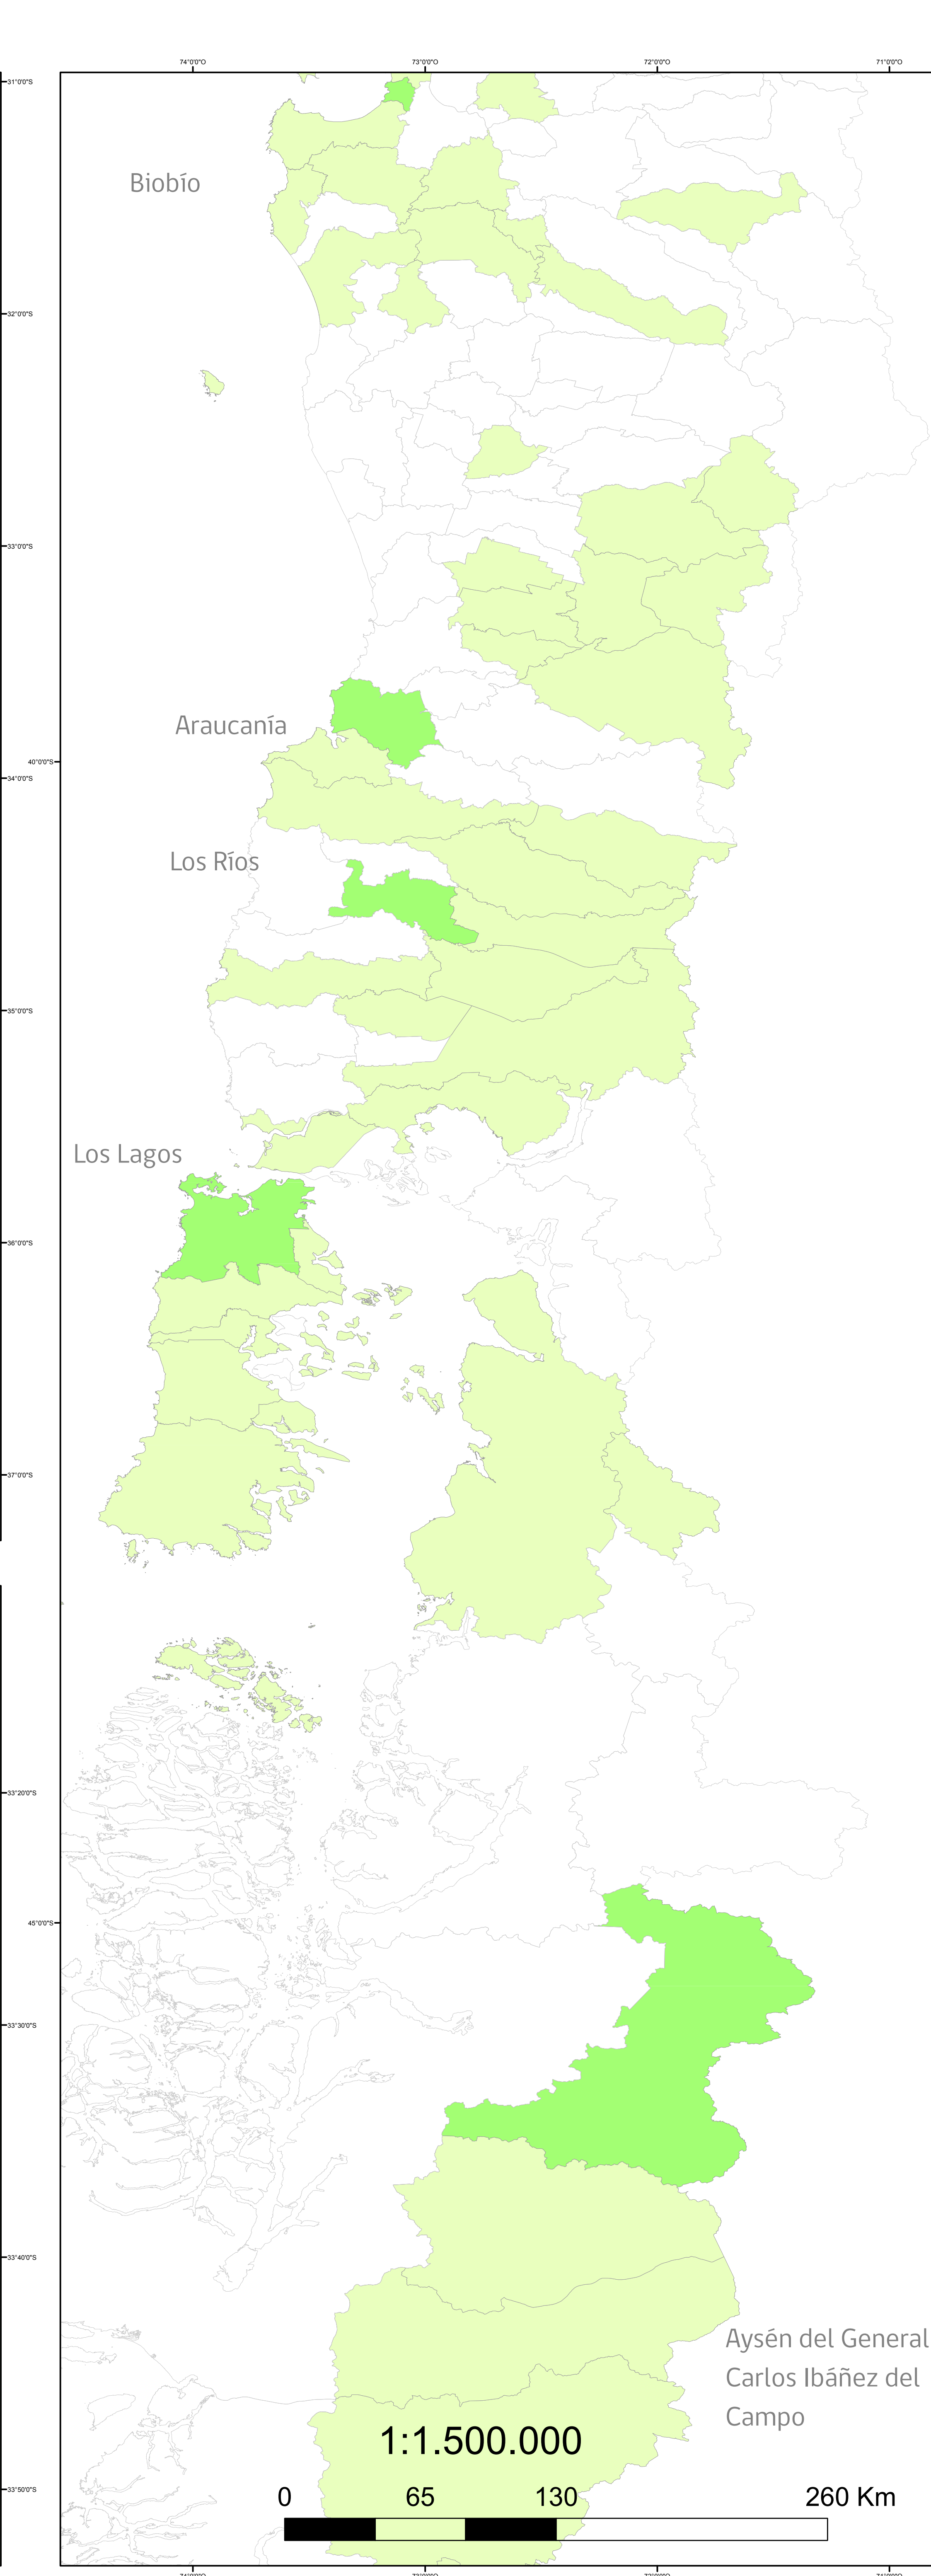 74°0'0"O 73°0'0"O 72°0'0"O 71°0'0"O
31°0'0"S
Biobío
32°0'0"S
33°0'0"S
Araucanía
40°0'0"S
34°0'0"S
Los Ríos
35°0'0"S
Los Lagos
36°0'0"S
37°0'0"S
33°20'0"S
45°0'0"S
33°30'0"S
33°40'0"S
Aysén del General
Carlos Ibáñez del
Campo
1:1.500.000
33°50'0"S
0 65 130 260 Km